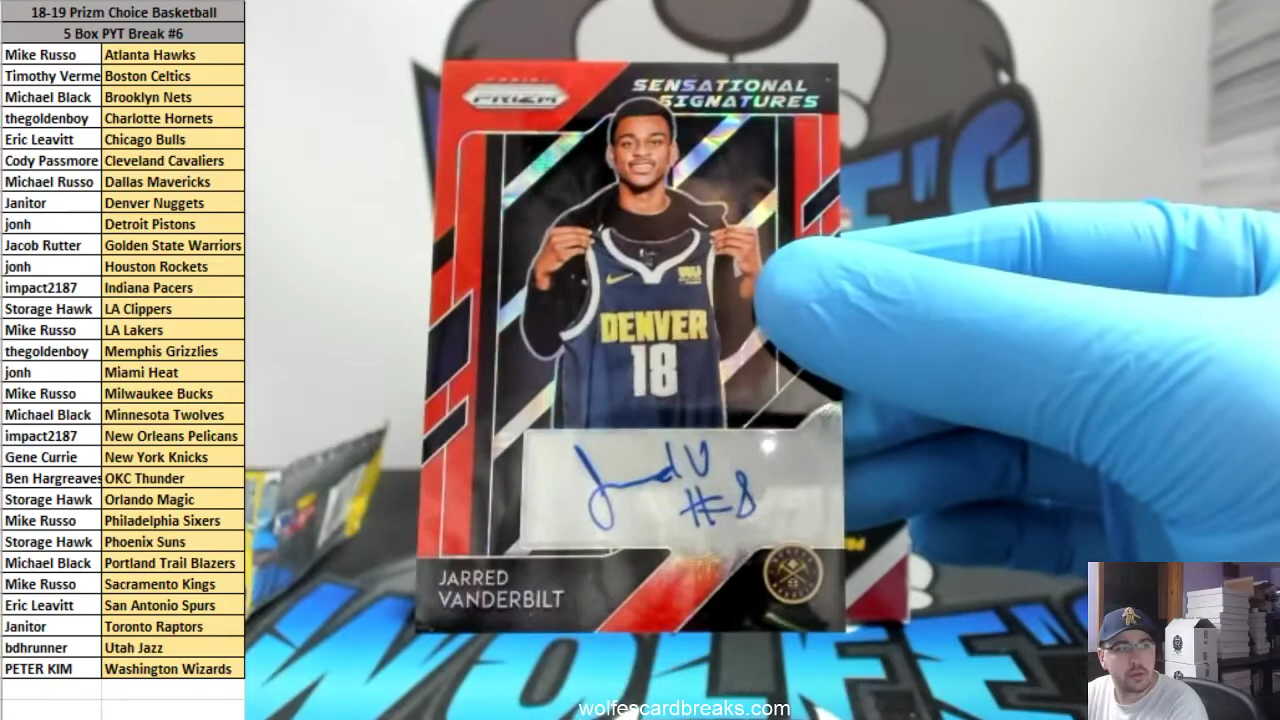 18-19 Prizm Choice Basketball
5 Box PYT Break #6
Mike Russo Atlanta Hawks
Timothy Verme Boston Celtics
Michael Black Brooklyn Nets
thegoldenboy Charlotte Hornets
Eric Leavitt Chicago Bulls
Cody Passmore Cleveland Cavaliers
Michael Russo Dallas Mavericks
Janitor Denver Nuggets
jonh Detroit Pistons
Jacob Rutter Golden State Warriors
jonh Houston Rockets
impact2187 Indiana Pacers
Storage Hawk LA Clippers
Mike Russo LA Lakers
thegoldenboy Memphis Grizzlies
jonh Miami Heat
Mike Russo Milwaukee Bucks
Michael Black Minnesota Twolves
impact2187 New Orleans Pelicans
Gene Currie New York Knicks
Ben Hargreaves OKC Thunder
Storage Hawk Orlando Magic
Mike Russo Philadelphia Sixers
Storage Hawk Phoenix Suns
Michael Black Portland Trail Blazers
Mike Russo Sacramento Kings
Eric Leavitt San Antonio Spurs
Janitor Toronto Raptors
bdhrunner Utah Jazz
PETER KIM Washington Wizards
PANINI
PRIZM
SENSATIONAL
SIGNATURES
DENVER
18
#8
JARRED
VANDERBILT
WOLFE'S
wolfescardbreaks.com